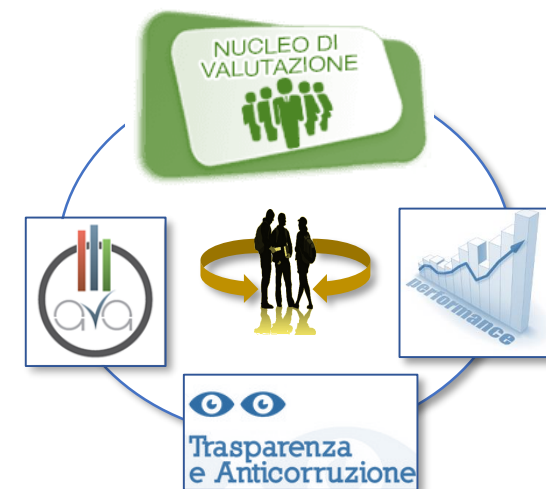 NUCLEO DI
VALUTAZIONE
aVa
performance
Trasparenza
e Anticorruzione